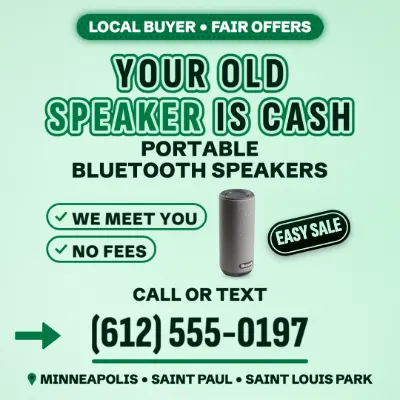 LOCAL BUYER • FAIR OFFERS
YOUR OLD
SPEAKER IS CASH
PORTABLE
BLUETOOTH SPEAKERS
✓ WE MEET YOU
✓ NO FEES
EASY SALE
CALL OR TEXT
(612) 555-0197
MINNEAPOLIS • SAINT PAUL • SAINT LOUIS PARK